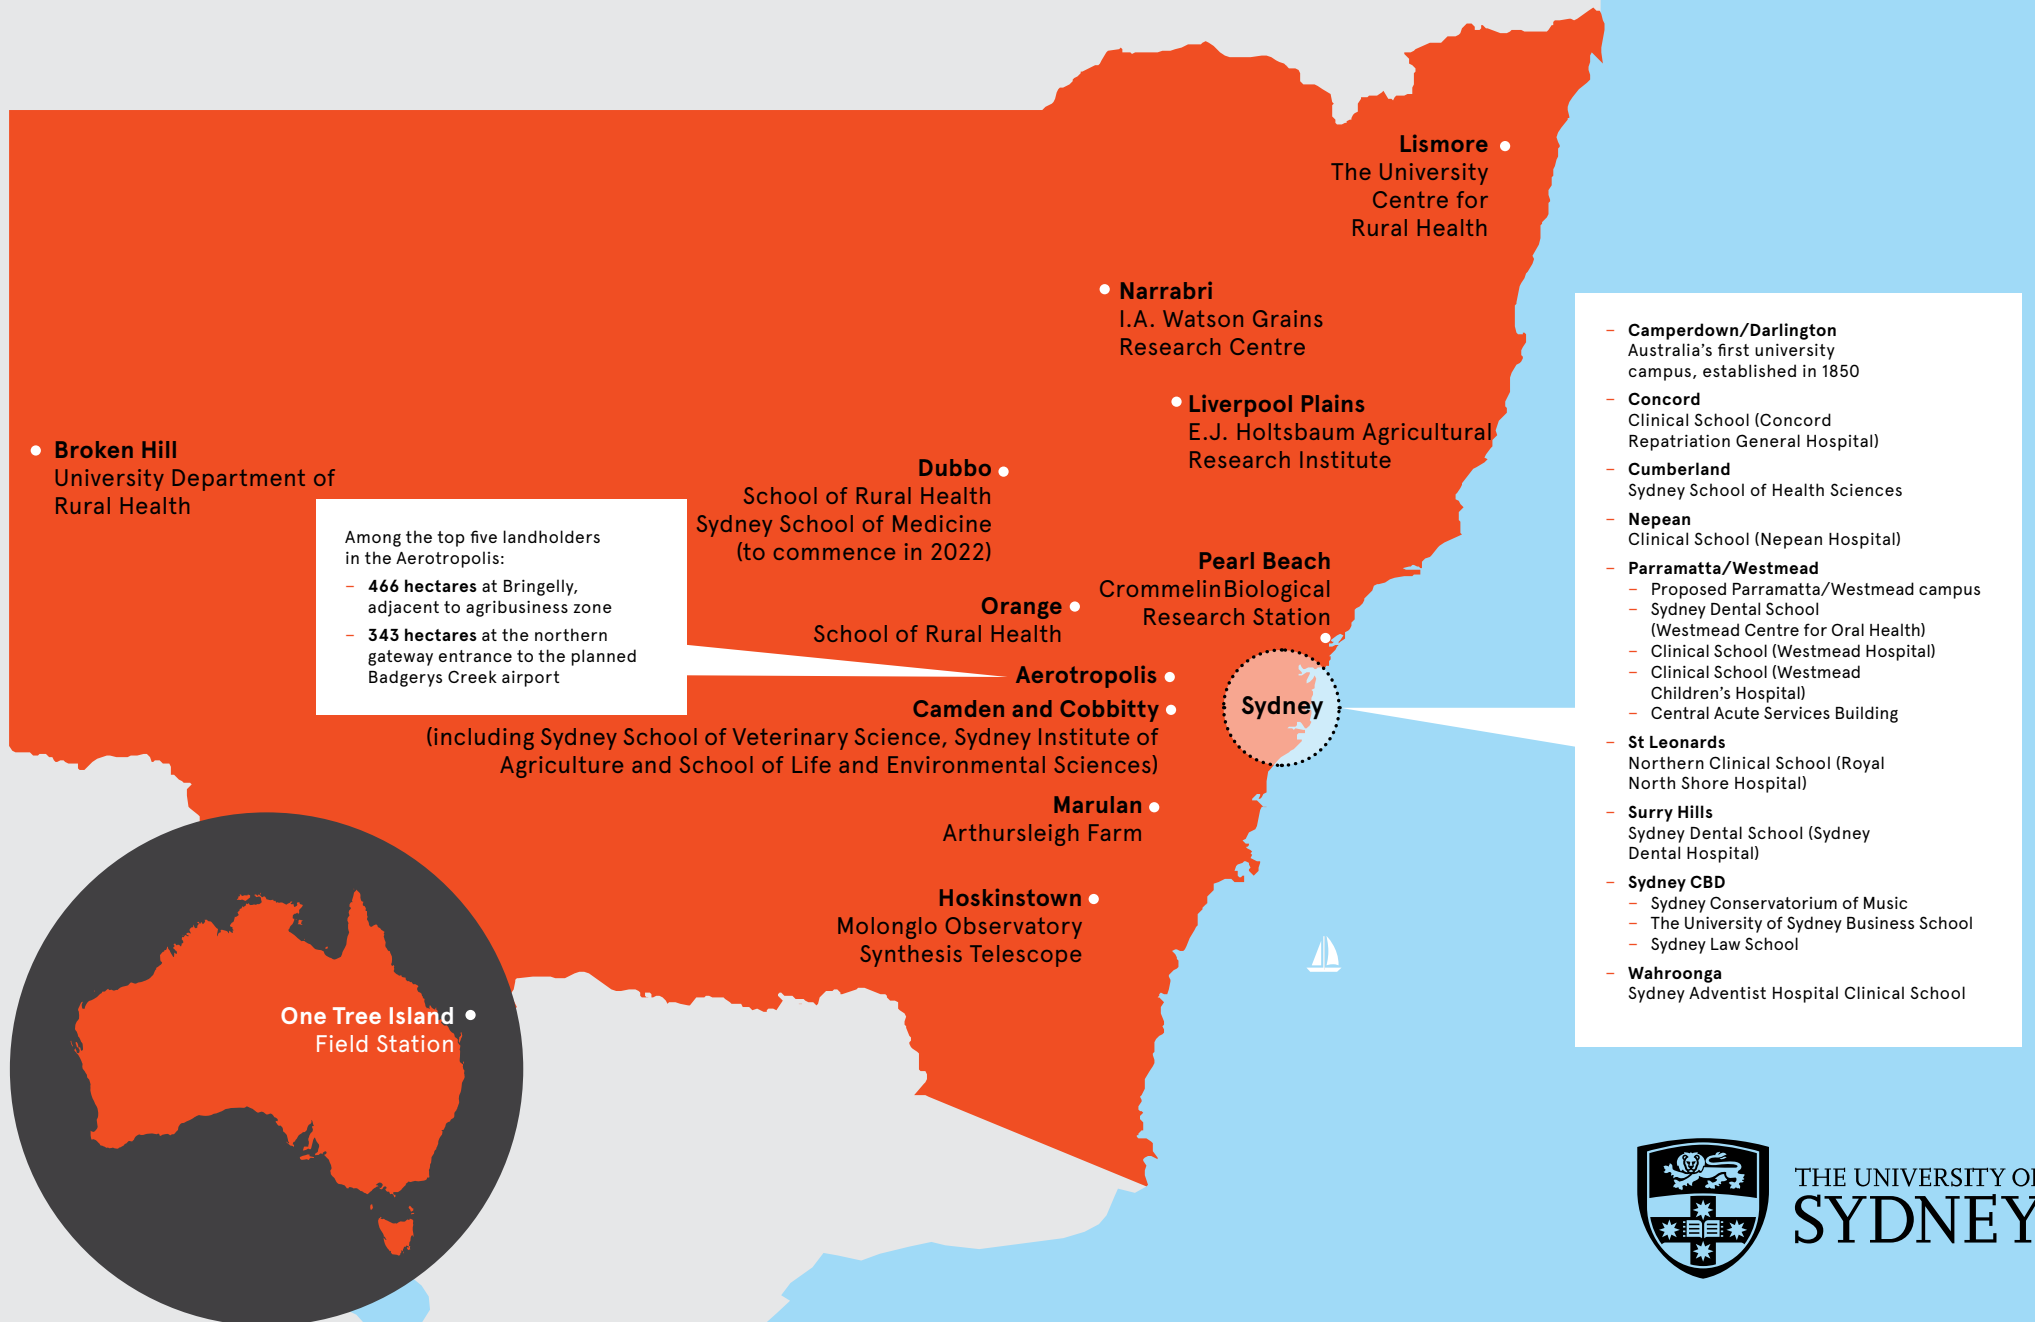 Lismore
The University
Centre for
Rural Health
Narrabri
I.A. Watson Grains
Research Centre
Liverpool Plains
E.J. Holtsbaum Agricultural
Research Institute
Broken Hill
University Department of
Rural Health
Dubbo
School of Rural Health
Sydney School of Medicine
(to commence in 2022)
Among the top five landholders
in the Aerotropolis:
– 466 hectares at Bringelly,
adjacent to agribusiness zone
– 343 hectares at the northern
gateway entrance to the planned
Badgerys Creek airport
Pearl Beach
CrommelinBiological
Research Station
Orange
School of Rural Health
Aerotropolis
Sydney
Camden and Cobbitty
(including Sydney School of Veterinary Science, Sydney Institute of
Agriculture and School of Life and Environmental Sciences)
Marulan
Arthursleigh Farm
Hoskinstown
Molonglo Observatory
Synthesis Telescope
One Tree Island
Field Station
– Camperdown/Darlington
Australia's first university
campus, established in 1850
– Concord
Clinical School (Concord
Repatriation General Hospital)
– Cumberland
Sydney School of Health Sciences
– Nepean
Clinical School (Nepean Hospital)
– Parramatta/Westmead
– Proposed Parramatta/Westmead campus
– Sydney Dental School
(Westmead Centre for Oral Health)
– Clinical School (Westmead Hospital)
– Clinical School (Westmead
Children's Hospital)
– Central Acute Services Building
– St Leonards
Northern Clinical School (Royal
North Shore Hospital)
– Surry Hills
Sydney Dental School (Sydney
Dental Hospital)
– Sydney CBD
– Sydney Conservatorium of Music
– The University of Sydney Business School
– Sydney Law School
– Wahroonga
Sydney Adventist Hospital Clinical School
THE UNIVERSITY OF
SYDNEY